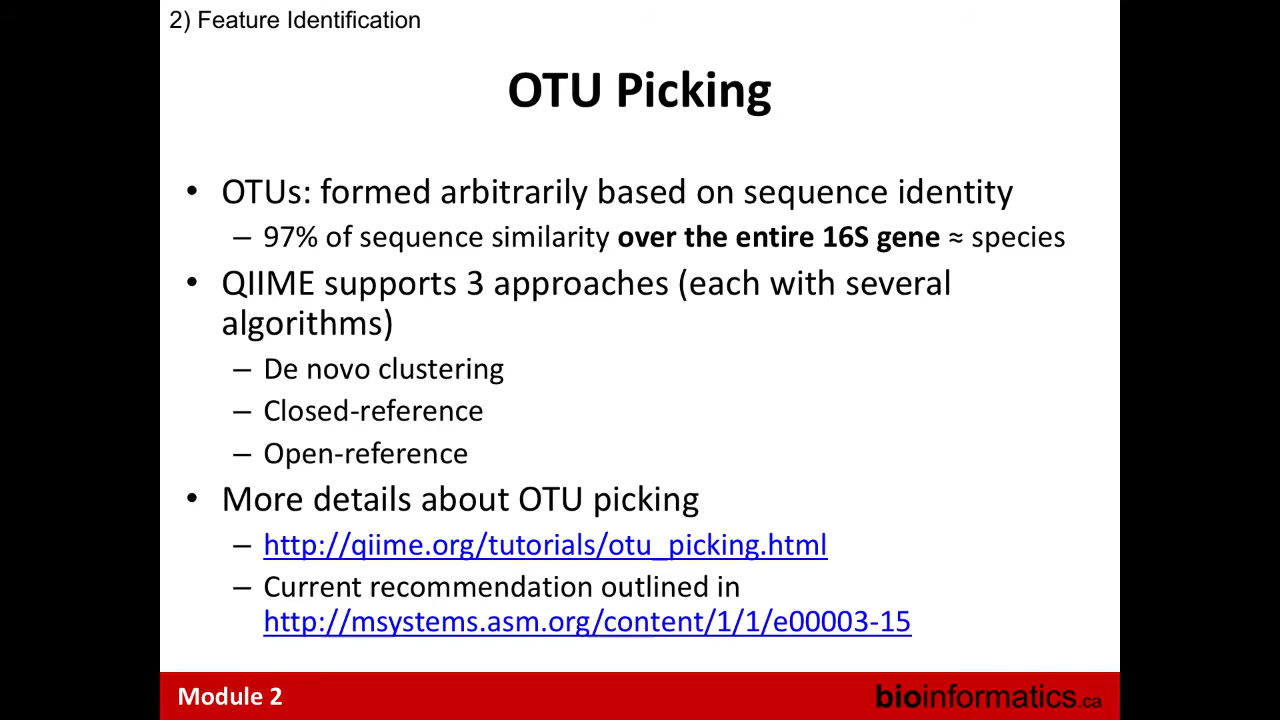 2) Feature Identification
OTU Picking
• OTUs: formed arbitrarily based on sequence identity
– 97% of sequence similarity over the entire 16S gene ≈ species
• QIIME supports 3 approaches (each with several
algorithms)
– De novo clustering
– Closed-reference
– Open-reference
• More details about OTU picking
– http://qiime.org/tutorials/otu_picking.html
– Current recommendation outlined in
http://msystems.asm.org/content/1/1/e00003-15
Module 2
bioinformatics.ca